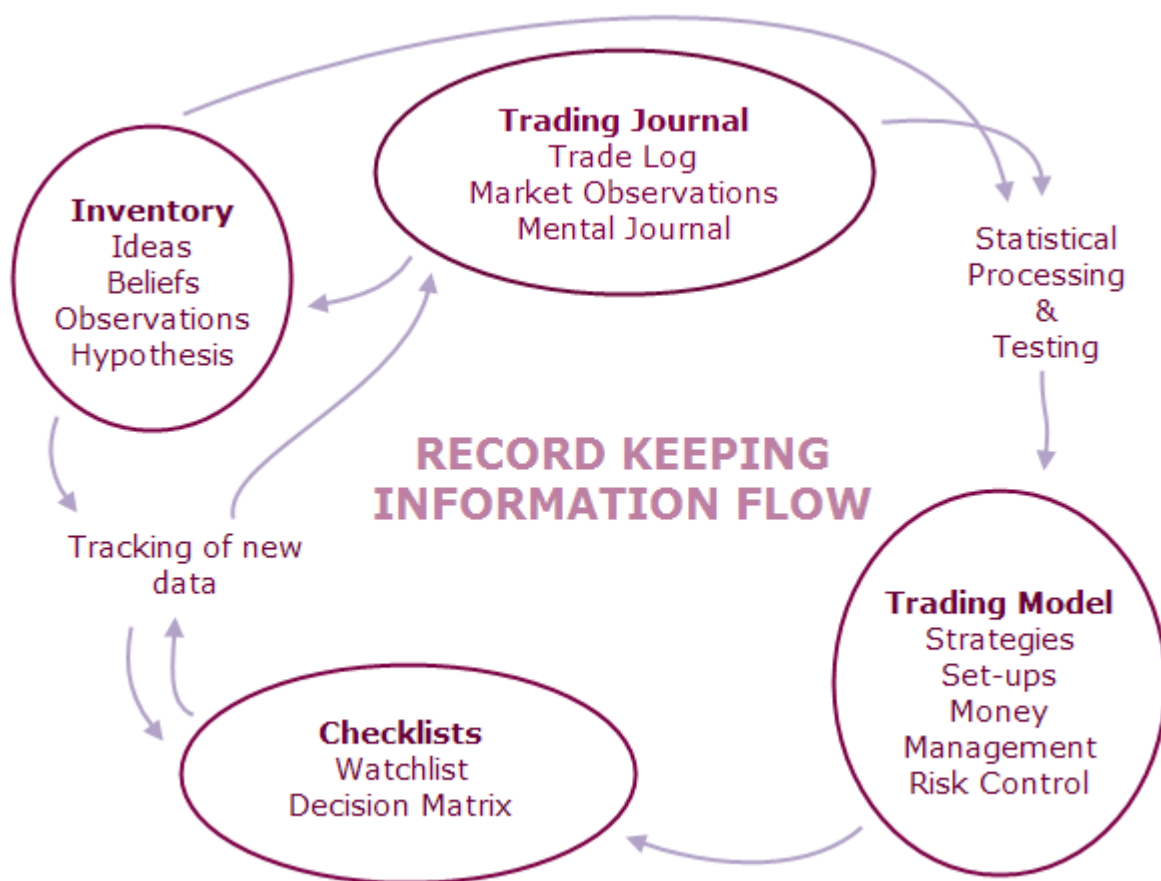 Trading Journal
Trade Log
Market Observations
Mental Journal
Inventory
Ideas
Beliefs
Observations
Hypothesis
Statistical
Processing
&
Testing
RECORD KEEPING
INFORMATION FLOW
Tracking of new
data
Trading Model
Strategies
Set-ups
Money
Management
Risk Control
Checklists
Watchlist
Decision Matrix